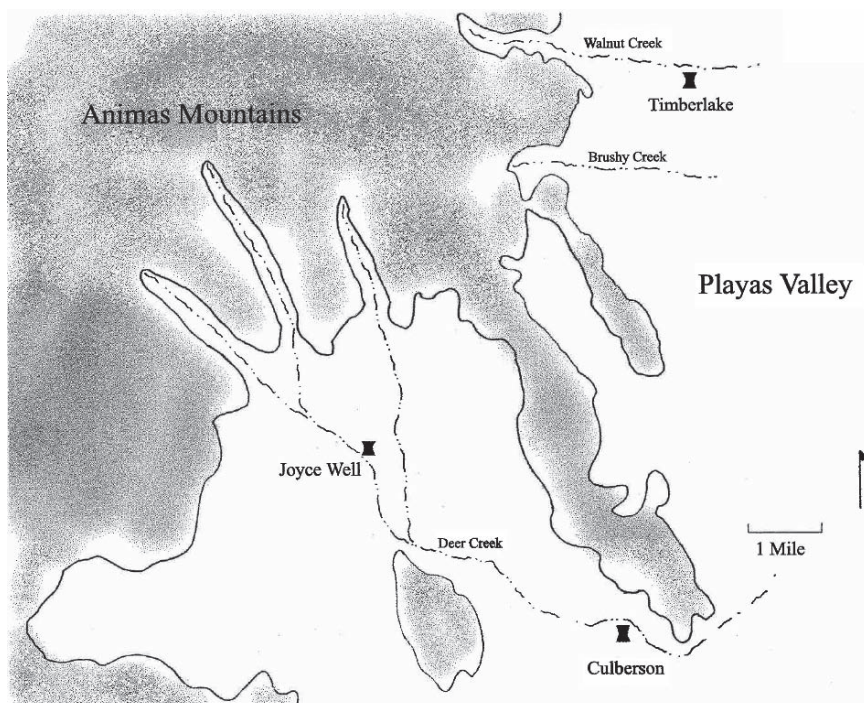 Walnut Creek
Timberlake
Animas Mountains
Brushy Creek
Playas Valley
Joyce Well
Deer Creek
1 Mile
Culberson